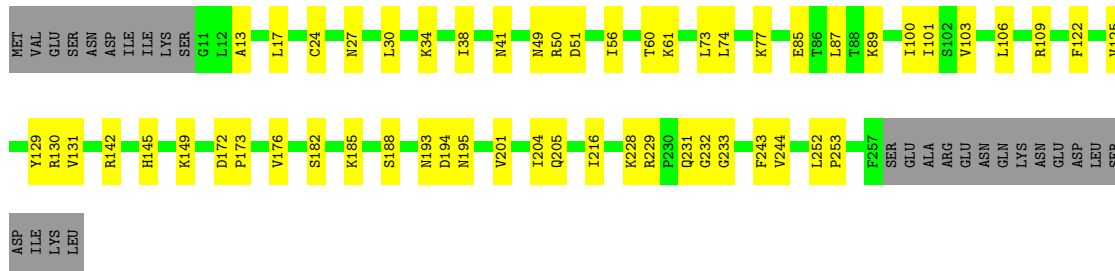 MET VAL GLU SER ASN ASP ILE ILE LYS SER G11 L12 A13 L17 C24 N27 L30 K34 I38 N41 N49 R50 D51 I56 T60 K61 L73 L74 K77 E85 T86 L87 T88 K89 I100 I101 S102 V103 L106 R109 F122
Y129 R130 V131 R142 H145 K149 D172 P173 V176 S182 K185 S188 N193 D194 N195 V201 I204 Q205 I216 K228 R229 P230 Q231 G232 G233 F243 V244 L252 P253 F257 SER GLU ALA ARG GLU ASN GLN LYS ASN GLU ASP LEU SER
ASP ILE LYS LEU